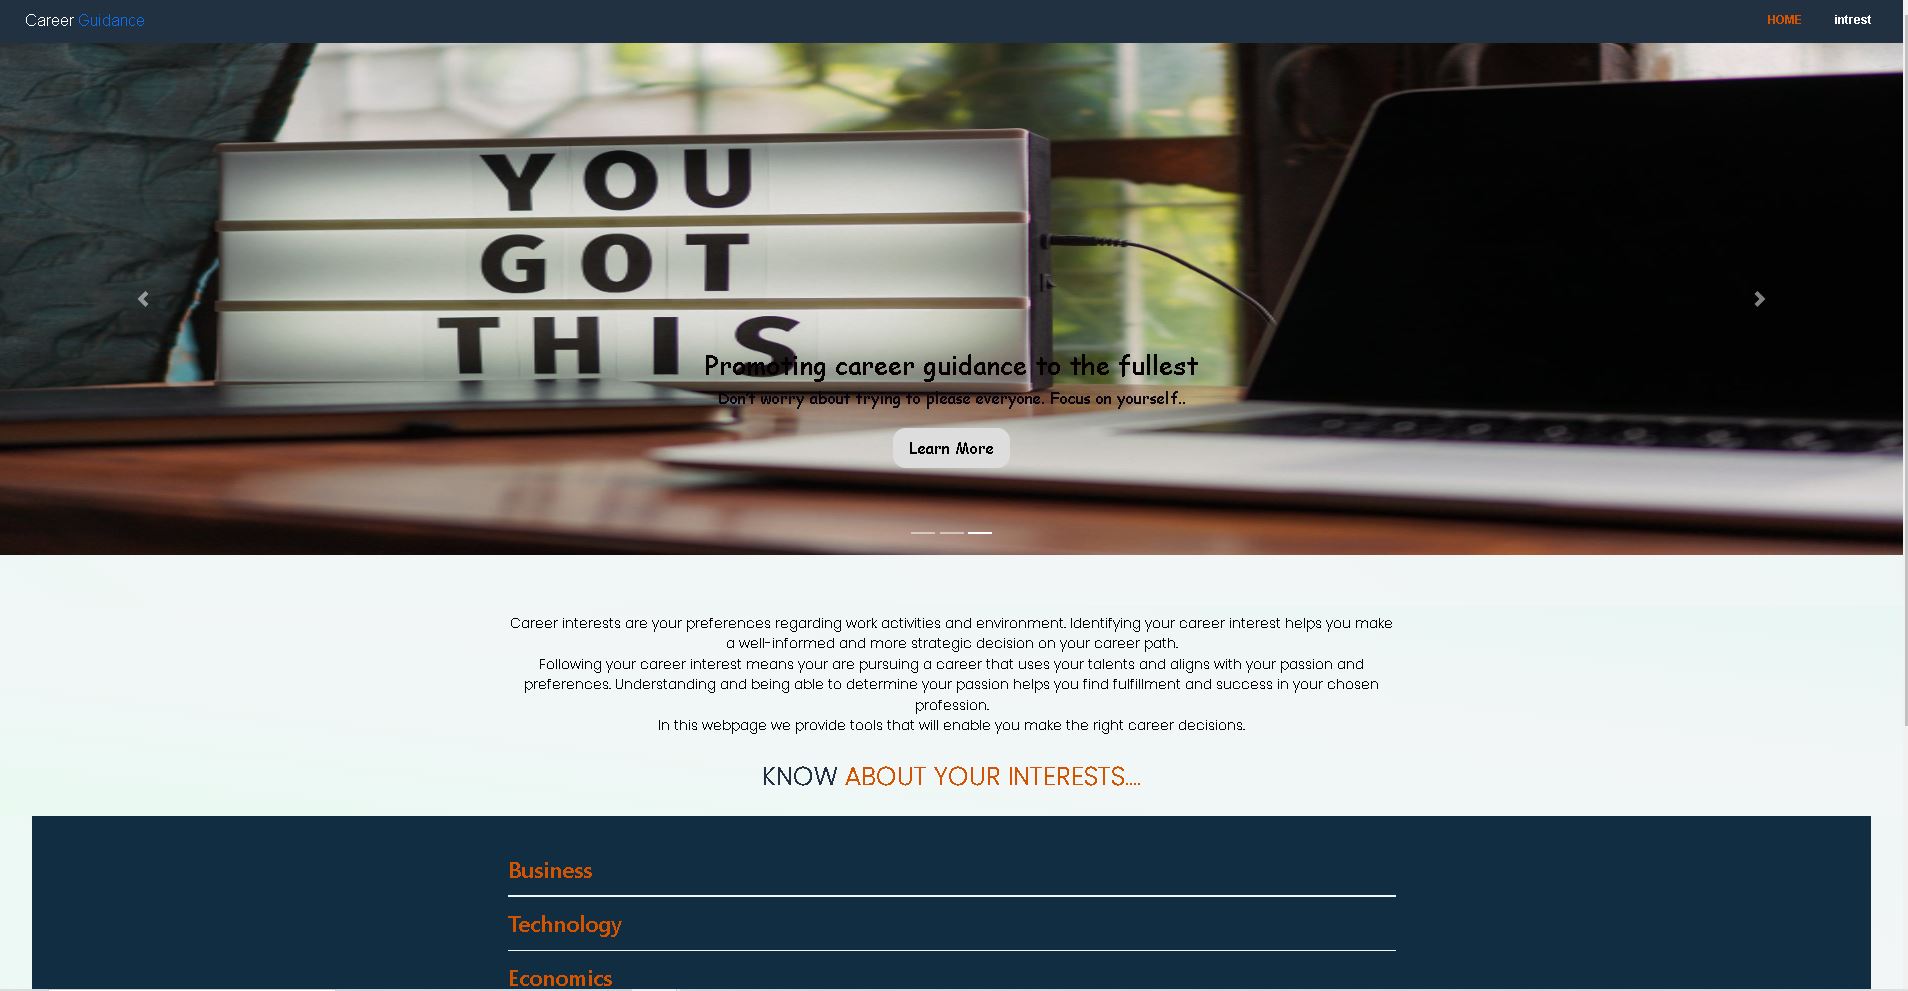 Career Guidance
HOME intrest
YOU
GOT
THIS
Promoting career guidance to the fullest
Don't worry about trying to please everyone. Focus on yourself..
Learn More
Career interests are your preferences regarding work activities and environment. Identifying your career interest helps you make
a well-informed and more strategic decision on your career path.
Following your career interest means your are pursuing a career that uses your talents and aligns with your passion and
preferences. Understanding and being able to determine your passion helps you find fulfillment and success in your chosen
profession.
In this webpage we provide tools that will enable you make the right career decisions.
KNOW ABOUT YOUR INTERESTS....
Business
Technology
Economics